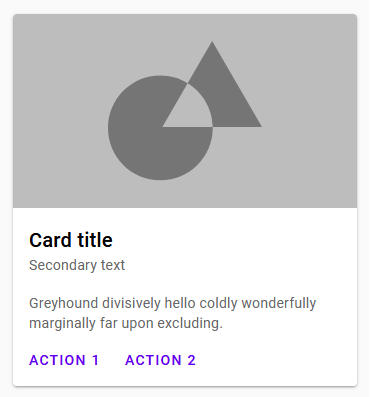 Card title
Secondary text
Greyhound divisively hello coldly wonderfully
marginally far upon excluding.
ACTION 1 ACTION 2